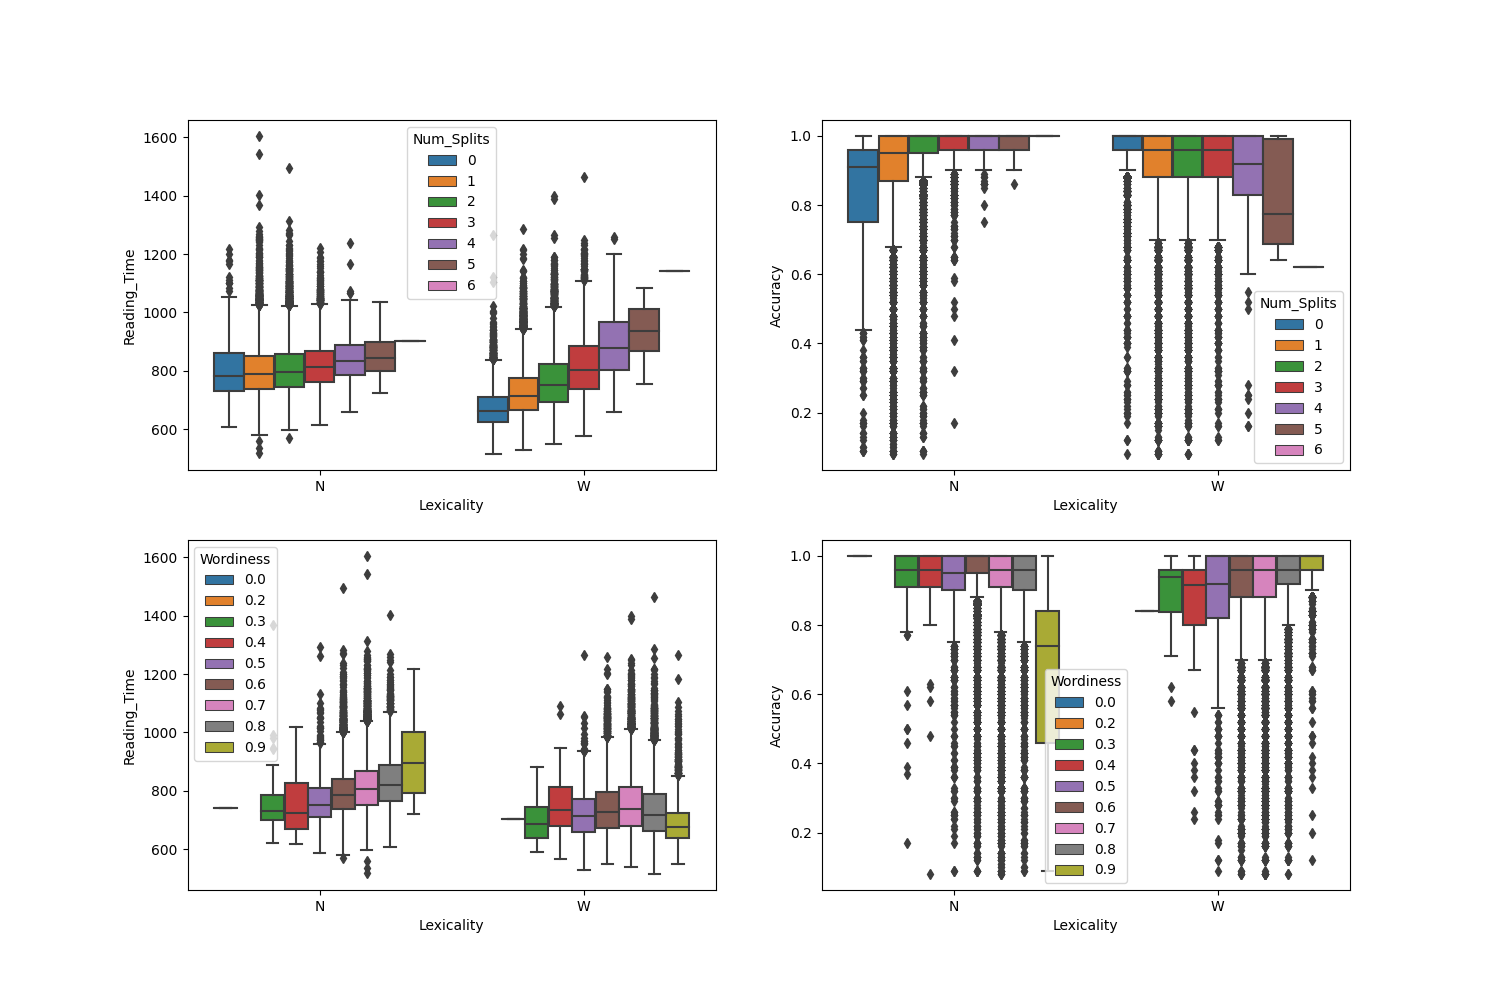 1600
1400
1200
1000
800
600
Reading_Time
Num_Splits
0
1
2
3
4
5
6
N
W
Lexicality
1.0
0.8
0.6
0.4
0.2
Accuracy
Num_Splits
0
1
2
3
4
5
6
N
W
Lexicality
1600
1400
1200
1000
800
600
Reading_Time
Wordiness
0.0
0.2
0.3
0.4
0.5
0.6
0.7
0.8
0.9
N
W
Lexicality
1.0
0.8
0.6
0.4
0.2
Accuracy
Wordiness
0.0
0.2
0.3
0.4
0.5
0.6
0.7
0.8
0.9
N
W
Lexicality